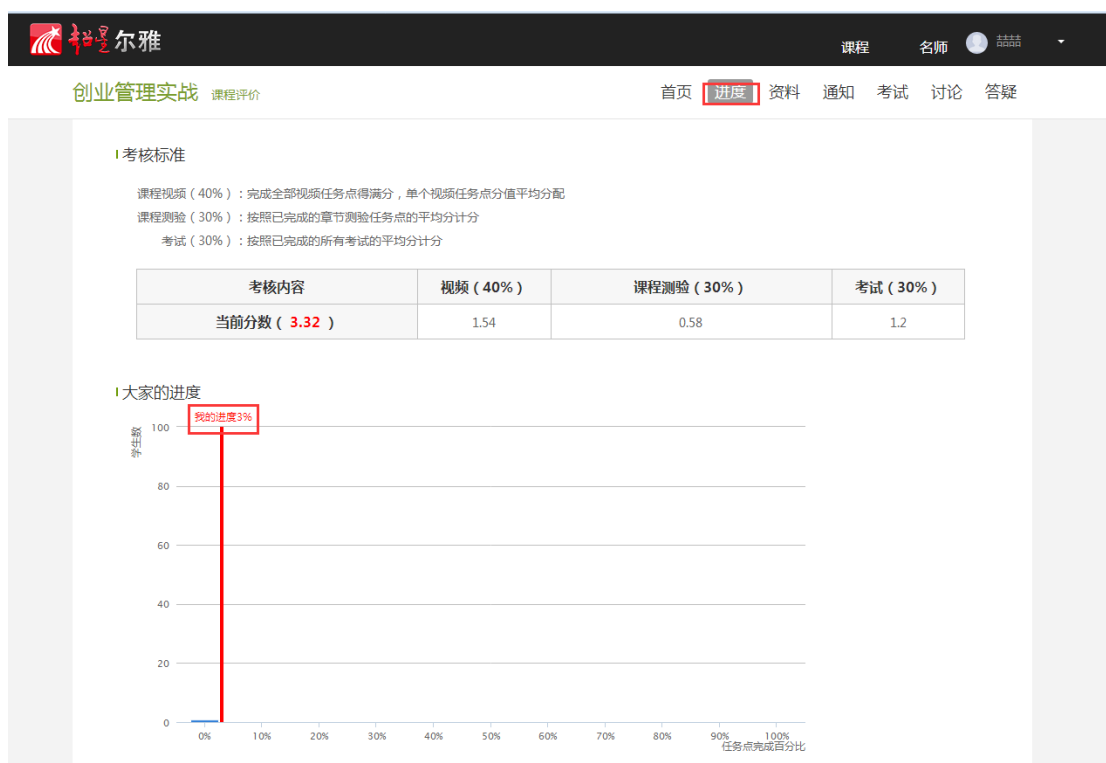 超星尔雅
课程 名师 喆喆
创业管理实战 课程评价 首页 进度 资料 通知 考试 讨论 答疑
考核标准
课程视频（40%）：完成全部视频任务点得满分，单个视频任务点分值平均分配
课程测验（30%）：按照已完成的章节测验任务点的平均分计分
考试（30%）：按照已完成的所有考试的平均分计分
考核内容 视频（40%） 课程测验（30%） 考试（30%）
当前分数（ 3.32 ） 1.54 0.58 1.2
大家的进度
我的进度3%
学生数
100
80
60
40
20
0
0% 10% 20% 30% 40% 50% 60% 70% 80% 90% 100%
任务点完成百分比